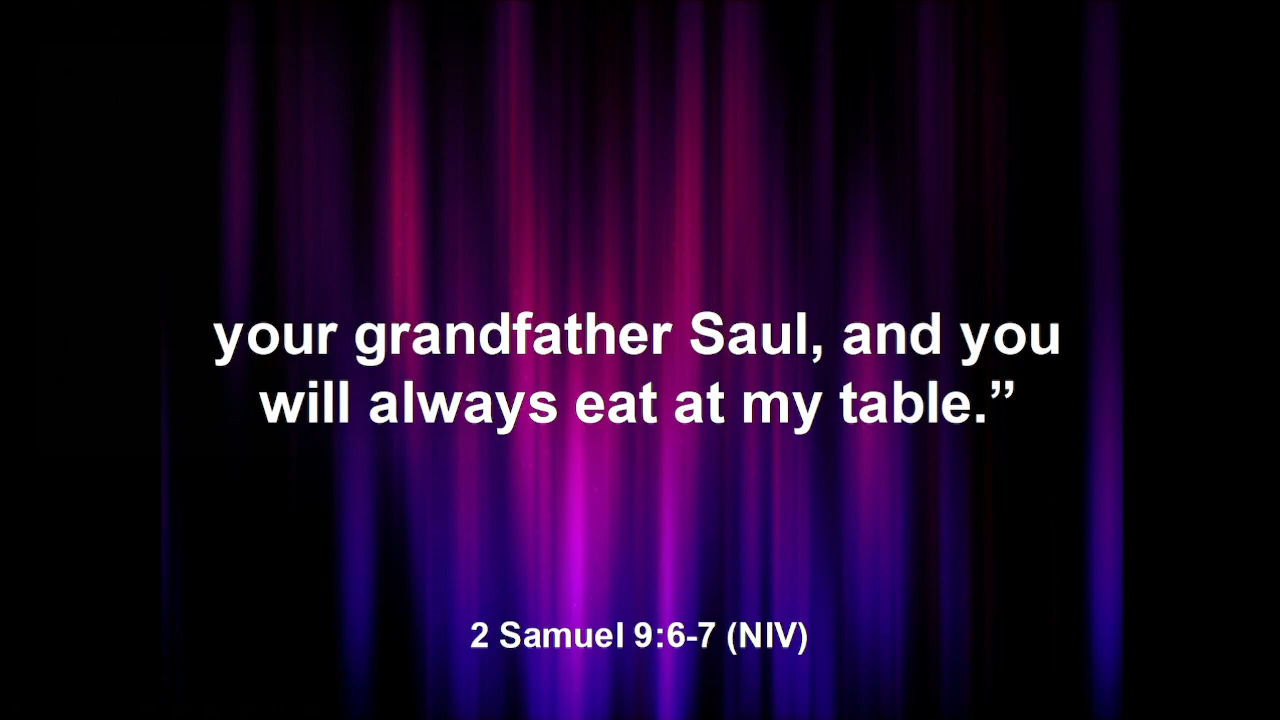 your grandfather Saul, and you
will always eat at my table.”
2 Samuel 9:6-7 (NIV)